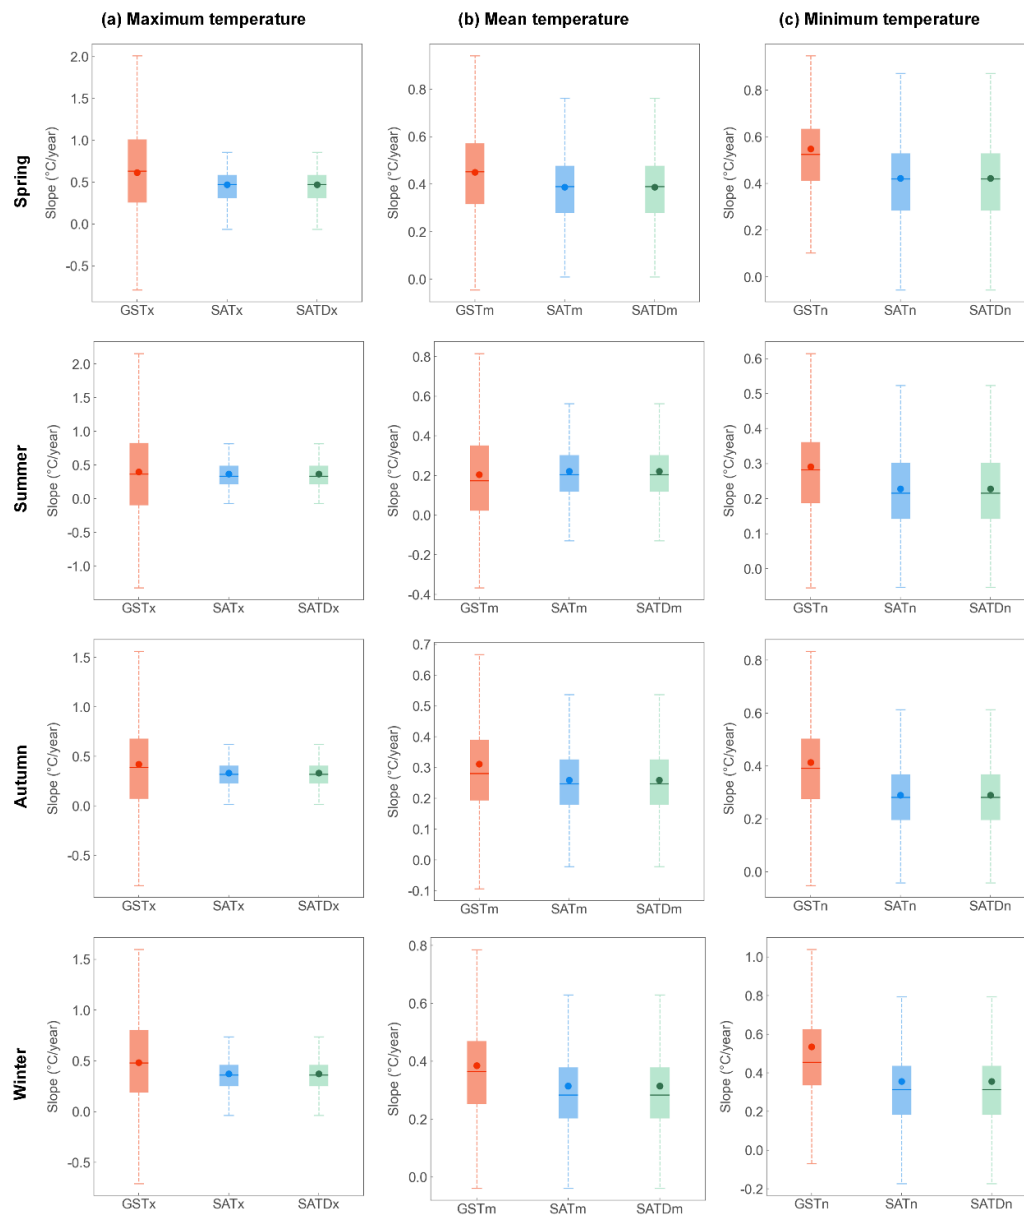 (a) Maximum temperature (b) Mean temperature (c) Minimum temperature
Spring
Slope (°C/year)
2.0
1.5
1.0
0.5
0.0
-0.5
GSTx SATx SATDx
Slope (°C/year)
0.8
0.6
0.4
0.2
0.0
GSTm SATm SATDm
Slope (°C/year)
0.8
0.6
0.4
0.2
0.0
GSTn SATn SATDn
Summer
Slope (°C/year)
2.0
1.5
1.0
0.5
0.0
-0.5
-1.0
GSTx SATx SATDx
Slope (°C/year)
0.8
0.6
0.4
0.2
0.0
-0.2
-0.4
GSTm SATm SATDm
Slope (°C/year)
0.6
0.5
0.4
0.3
0.2
0.1
0.0
GSTn SATn SATDn
Autumn
Slope (°C/year)
1.5
1.0
0.5
0.0
-0.5
GSTx SATx SATDx
Slope (°C/year)
0.7
0.6
0.5
0.4
0.3
0.2
0.1
0.0
-0.1
GSTm SATm SATDm
Slope (°C/year)
0.8
0.6
0.4
0.2
0.0
GSTn SATn SATDn
Winter
Slope (°C/year)
1.5
1.0
0.5
0.0
-0.5
GSTx SATx SATDx
Slope (°C/year)
0.8
0.6
0.4
0.2
0.0
GSTm SATm SATDm
Slope (°C/year)
1.0
0.8
0.6
0.4
0.2
0.0
-0.2
GSTn SATn SATDn